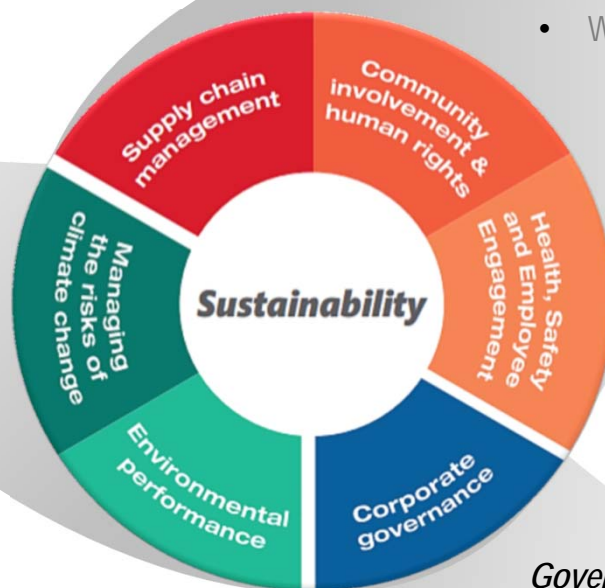 Supply chain
management
Community
involvement &
human rights
Health, Safety
and Employee
Engagement
Corporate
governance
Environmental
performance
Managing
the risks of
climate change
Sustainability